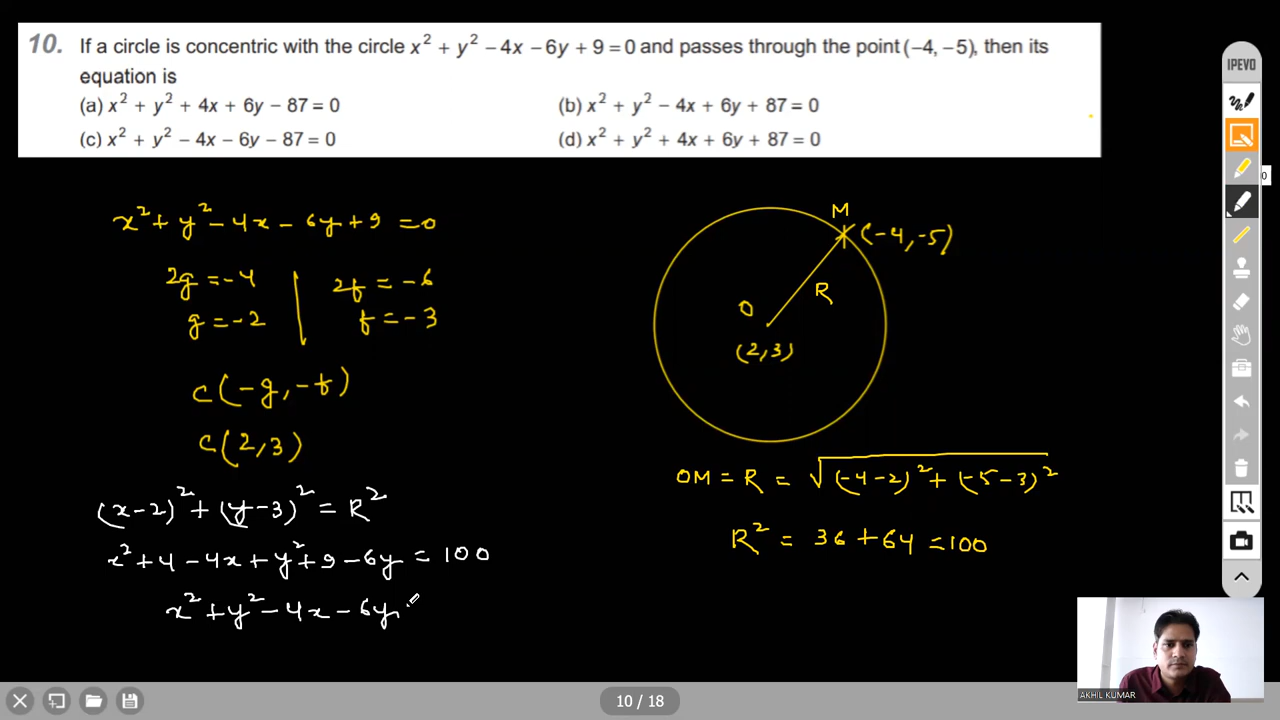 10. If a circle is concentric with the circle x² + y² − 4x − 6y + 9 = 0 and passes through the point (−4, −5), then its
equation is
(a) x² + y² + 4x + 6y − 87 = 0
(b) x² + y² − 4x + 6y + 87 = 0
(c) x² + y² − 4x − 6y − 87 = 0
(d) x² + y² + 4x + 6y + 87 = 0
x² + y² − 4x − 6y + 9 = 0
2g = −4
2f = −6
g = −2
f = −3
C(−g, −f)
C(2,3)
(x−2)² + (y−3)² = R²
x² + 4 − 4x + y² + 9 − 6y = 100
x² + y² − 4x − 6y
M
(−4, −5)
R
O
(2,3)
OM = R = √(−4−2)² + (−5−3)²
R² = 36 + 64 = 100
IPEVO
0
AKHIL KUMAR
10 / 18